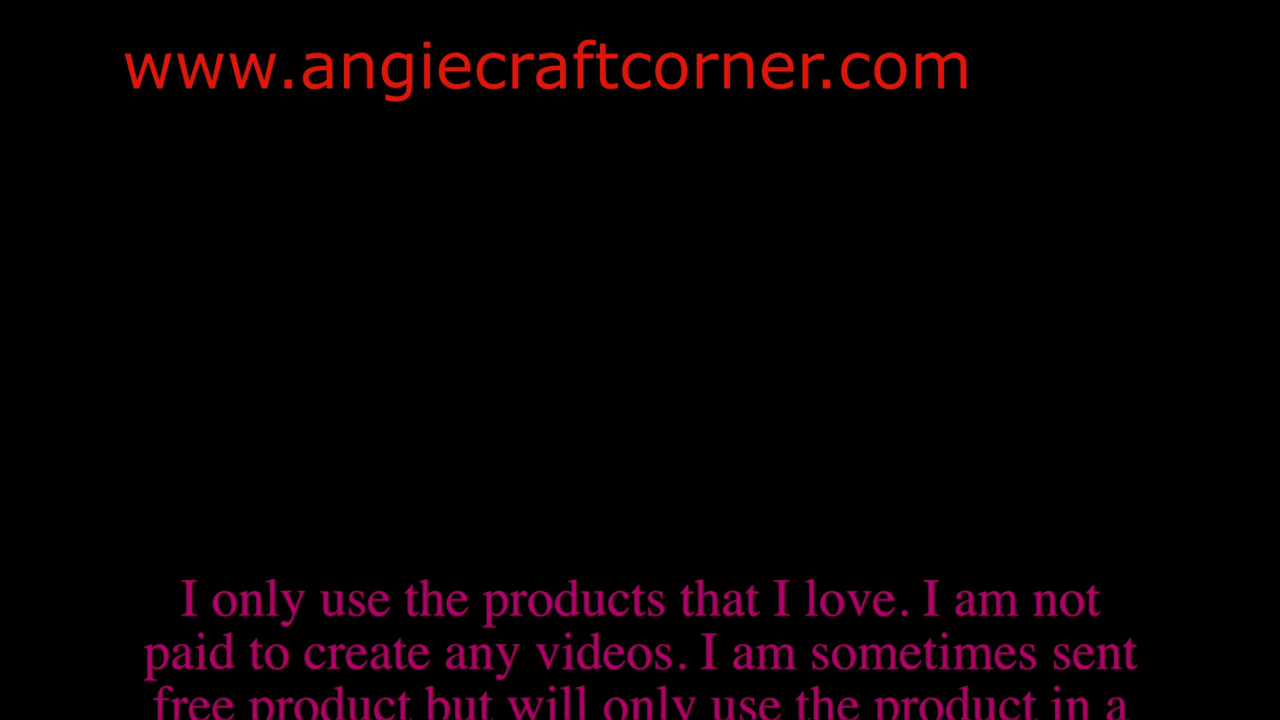 www.angiecraftcorner.com
I only use the products that I love. I am not
paid to create any videos. I am sometimes sent
free product but will only use the product in a